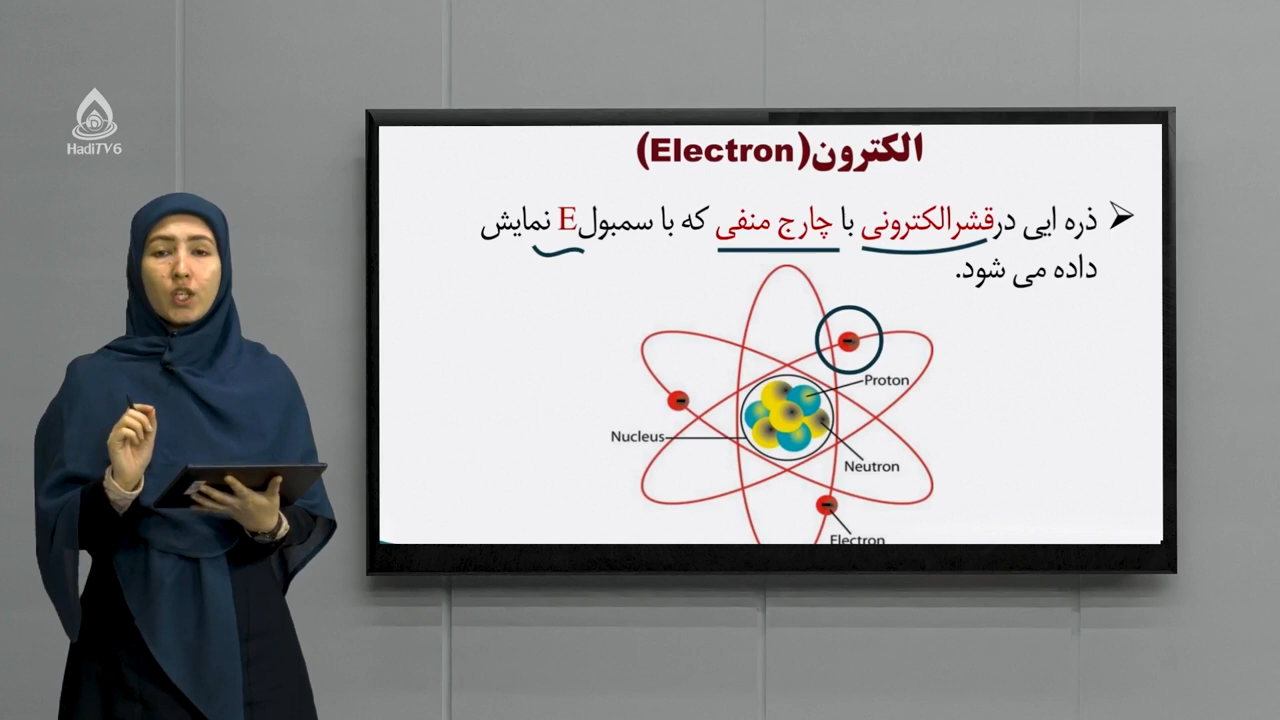 HadiTV6
الکترون(Electron)
ذره ایی درقشرالکترونی با چارج منفی که با سمبولE نمایش
داده می شود.
Proton
Nucleus
Neutron
Electron